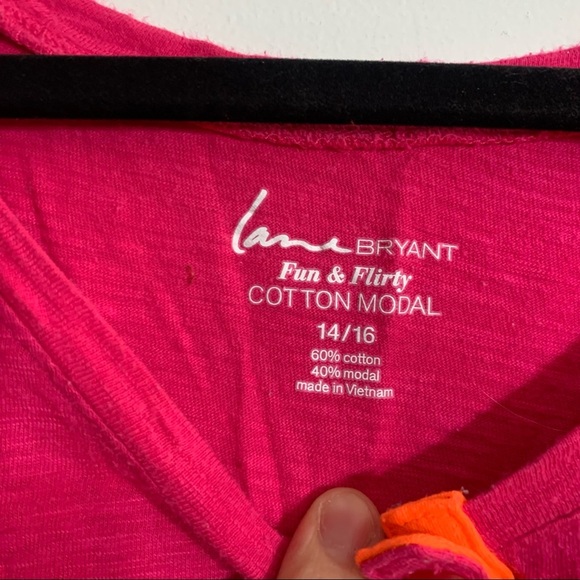 lane BRYANT
Fun & Flirty
COTTON MODAL
14/16
60% cotton
40% modal
made in Vietnam